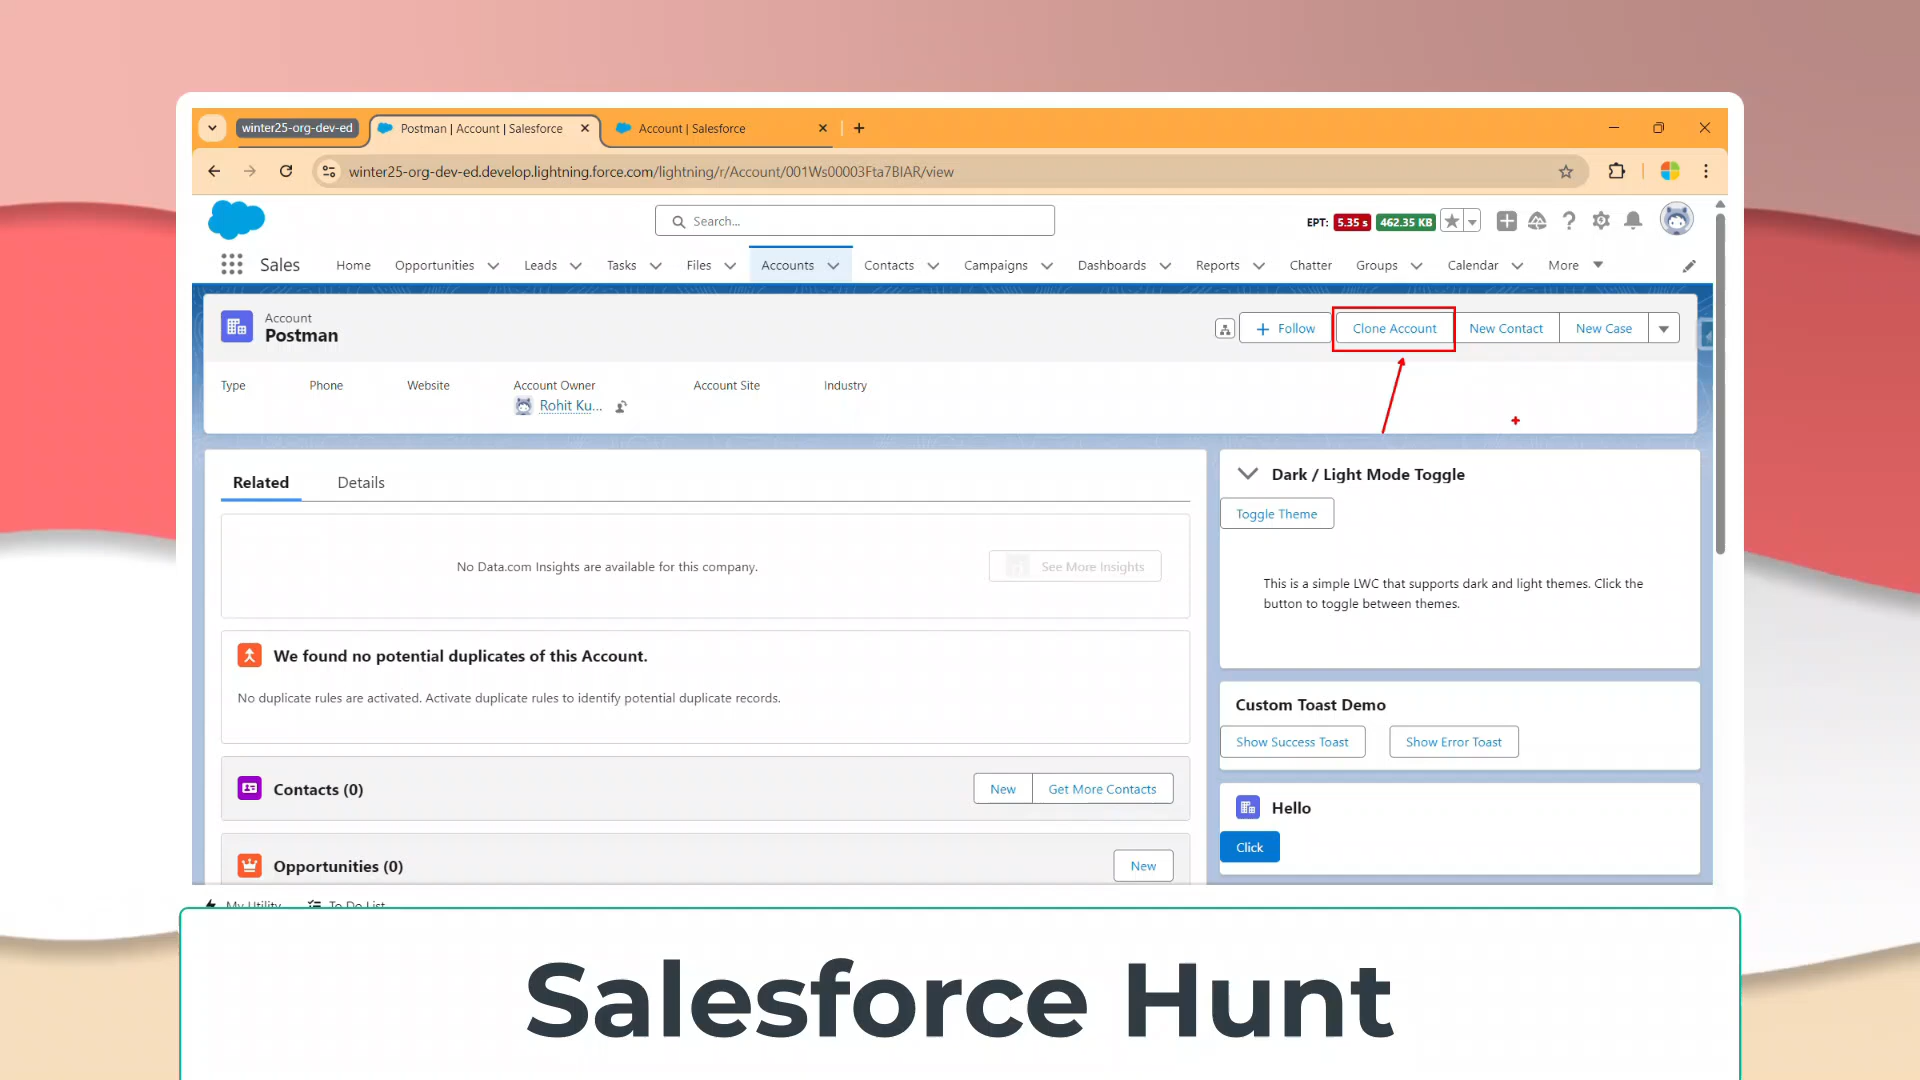 winter25-org-dev-ed
Postman | Account | Salesforce
Account | Salesforce
winter25-org-dev-ed.develop.lightning.force.com/lightning/r/Account/001Ws00003Fta7BIAR/view
Search...
EPT: 5.35 s 462.35 KB
Sales Home Opportunities Leads Tasks Files Accounts Contacts Campaigns Dashboards Reports Chatter Groups Calendar More
Account
Postman
Follow Clone Account New Contact New Case
Type Phone Website Account Owner Account Site Industry
Rohit Ku...
Related Details
No Data.com Insights are available for this company.
See More Insights
We found no potential duplicates of this Account.
No duplicate rules are activated. Activate duplicate rules to identify potential duplicate records.
Contacts (0)
New Get More Contacts
Opportunities (0)
New
Dark / Light Mode Toggle
Toggle Theme
This is a simple LWC that supports dark and light themes. Click the
button to toggle between themes.
Custom Toast Demo
Show Success Toast Show Error Toast
Hello
Click
My Utility To Do List
Salesforce Hunt